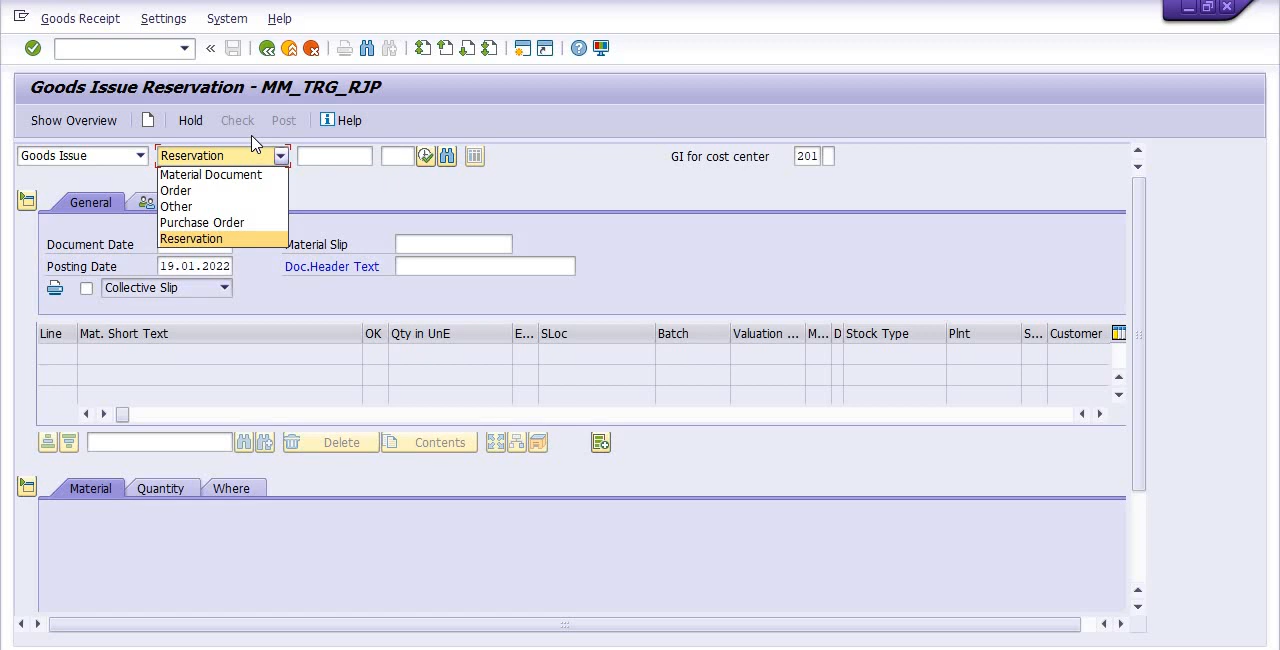 Goods Receipt Settings System Help
Goods Issue Reservation - MM_TRG_RJP
Show Overview Hold Check Post Help
Goods Issue Reservation GI for cost center 201
Material Document
Order
Other
Purchase Order
Reservation
General
Document Date Material Slip
Posting Date 19.01.2022 Doc.Header Text
Collective Slip
Line Mat. Short Text OK Qty in UnE E... SLoc Batch Valuation ... M... D Stock Type Plnt S... Customer
Delete Contents
Material Quantity Where